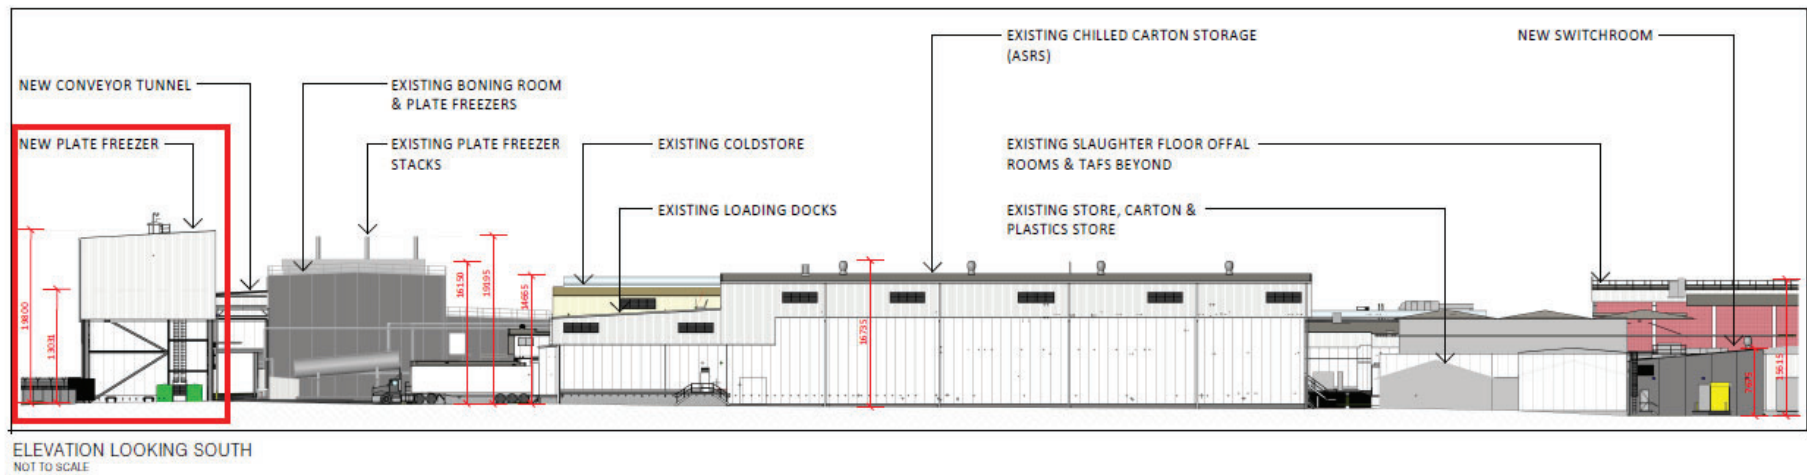 EXISTING CHILLED CARTON STORAGE
(ASRS)
NEW SWITCHROOM
NEW CONVEYOR TUNNEL
EXISTING BONING ROOM
& PLATE FREEZERS
NEW PLATE FREEZER
EXISTING PLATE FREEZER
STACKS
EXISTING COLDSTORE
EXISTING SLAUGHTER FLOOR OFFAL
ROOMS & TAFS BEYOND
EXISTING LOADING DOCKS
EXISTING STORE, CARTON &
PLASTICS STORE
19800
13031
16150
19195
14665
16735
15615
ELEVATION LOOKING SOUTH
NOT TO SCALE